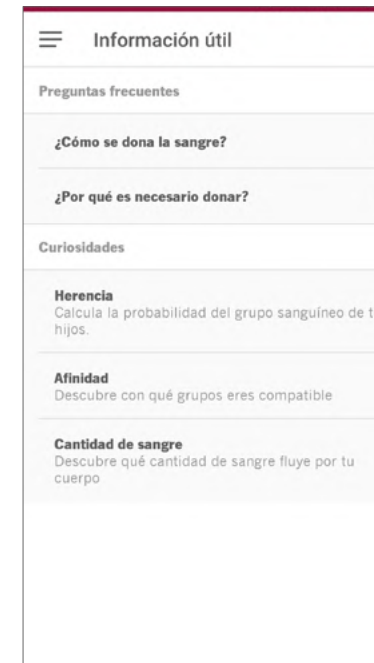 Información útil
Preguntas frecuentes
¿Cómo se dona la sangre?
¿Por qué es necesario donar?
Curiosidades
Herencia
Calcula la probabilidad del grupo sanguíneo de t
hijos.
Afinidad
Descubre con qué grupos eres compatible
Cantidad de sangre
Descubre qué cantidad de sangre fluye por tu
cuerpo